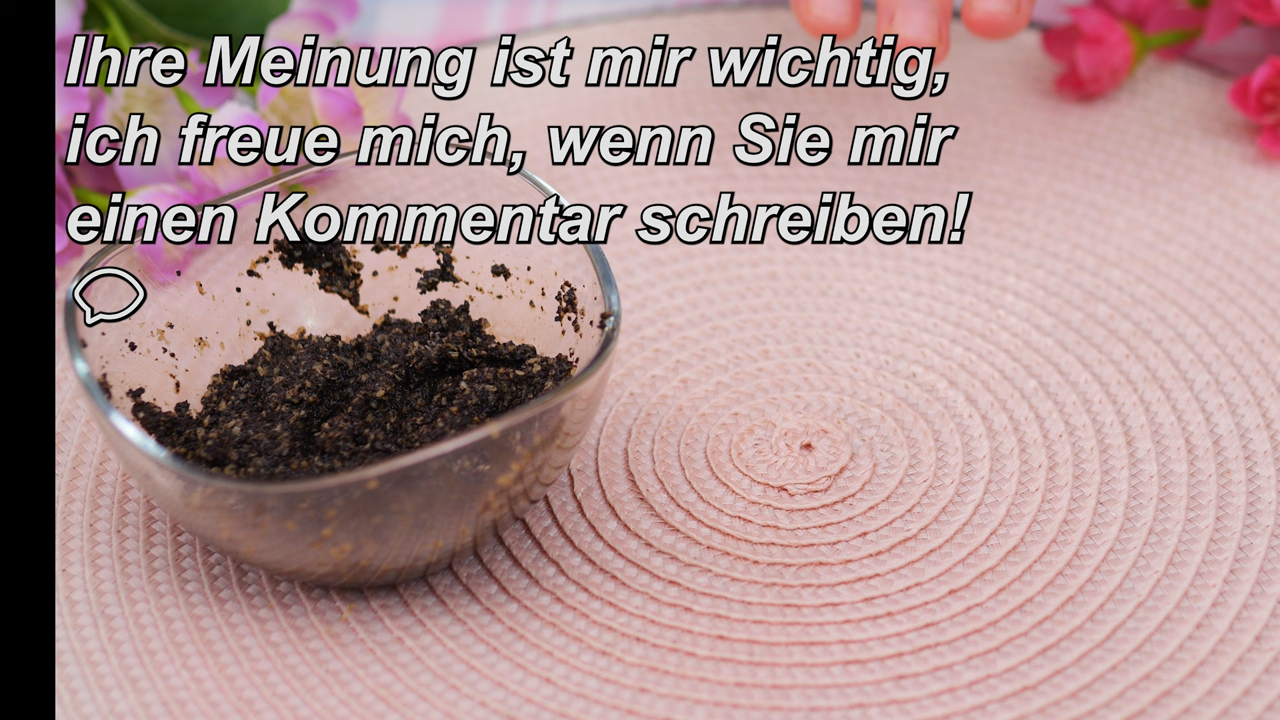 Ihre Meinung ist mir wichtig,
ich freue mich, wenn Sie mir
einen Kommentar schreiben!